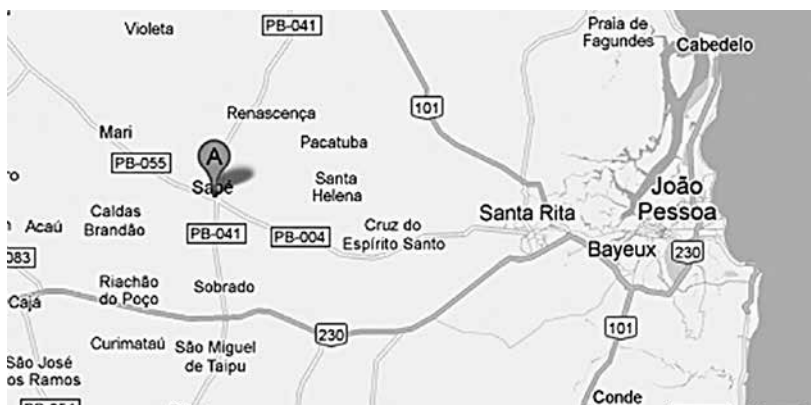 Violeta
PB-041
Praia de
Fagundes
Cabedelo
101
Renascença
Mari
Pacatuba
A
PB-055
Sapé
Santa
Helena
João
Pessoa
Santa Rita
Acaú
Caldas
Brandão
PB-041
PB-004
Cruz do
Espírito Santo
Bayeux
230
083
Cajá
Riachão
do Poço
Sobrado
230
101
Curimataú
São Miguel
de Taipu
São José
os Ramos
Conde